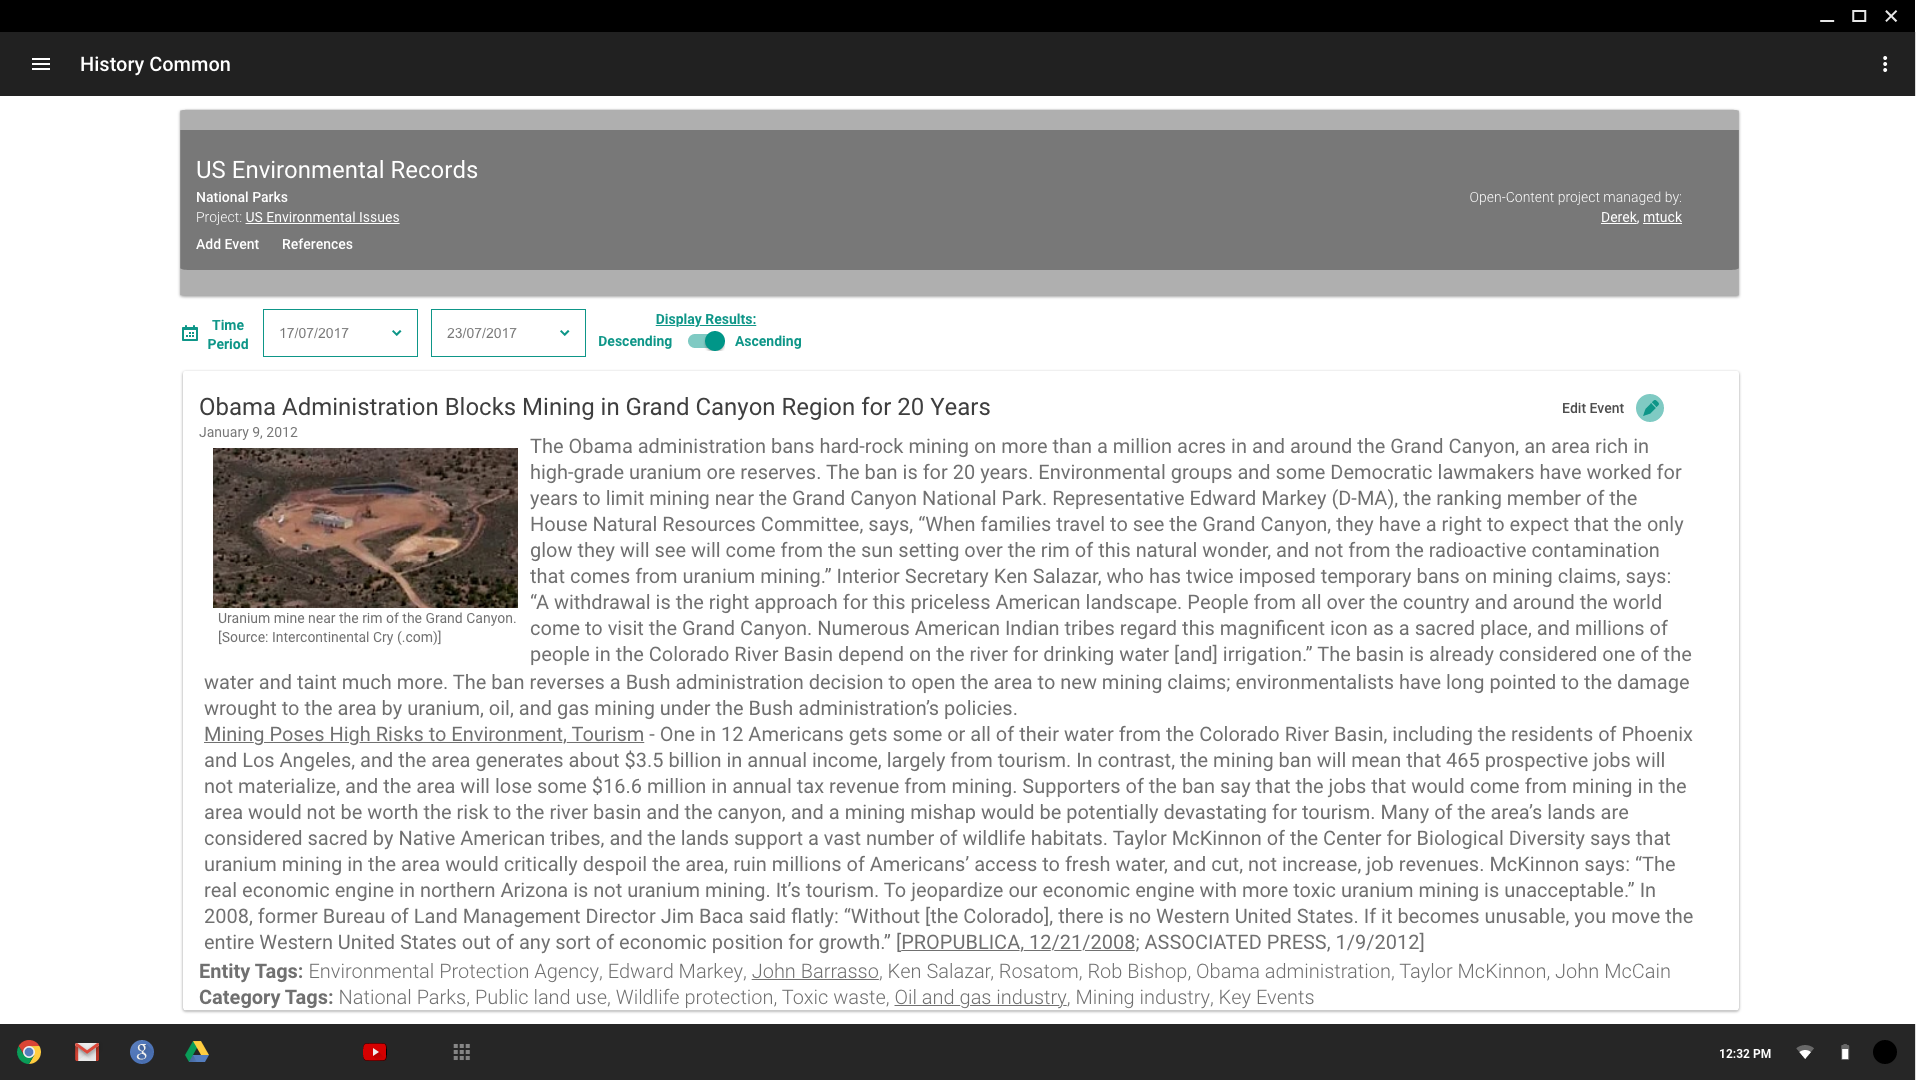 History Common
US Environmental Records
National Parks
Project: US Environmental Issues
Add Event References
Open-Content project managed by:
Derek, mtuck
Time
Period
17/07/2017
23/07/2017
Display Results:
Descending
Ascending
Obama Administration Blocks Mining in Grand Canyon Region for 20 Years
Edit Event
January 9, 2012
The Obama administration bans hard-rock mining on more than a million acres in and around the Grand Canyon, an area rich in
high-grade uranium ore reserves. The ban is for 20 years. Environmental groups and some Democratic lawmakers have worked for
years to limit mining near the Grand Canyon National Park. Representative Edward Markey (D-MA), the ranking member of the
House Natural Resources Committee, says, “When families travel to see the Grand Canyon, they have a right to expect that the only
glow they will see will come from the sun setting over the rim of this natural wonder, and not from the radioactive contamination
that comes from uranium mining.” Interior Secretary Ken Salazar, who has twice imposed temporary bans on mining claims, says:
“A withdrawal is the right approach for this priceless American landscape. People from all over the country and around the world
come to visit the Grand Canyon. Numerous American Indian tribes regard this magnificent icon as a sacred place, and millions of
people in the Colorado River Basin depend on the river for drinking water [and] irrigation.” The basin is already considered one of the
Uranium mine near the rim of the Grand Canyon.
[Source: Intercontinental Cry (.com)]
water and taint much more. The ban reverses a Bush administration decision to open the area to new mining claims; environmentalists have long pointed to the damage
wrought to the area by uranium, oil, and gas mining under the Bush administration’s policies.
Mining Poses High Risks to Environment, Tourism - One in 12 Americans gets some or all of their water from the Colorado River Basin, including the residents of Phoenix
and Los Angeles, and the area generates about $3.5 billion in annual income, largely from tourism. In contrast, the mining ban will mean that 465 prospective jobs will
not materialize, and the area will lose some $16.6 million in annual tax revenue from mining. Supporters of the ban say that the jobs that would come from mining in the
area would not be worth the risk to the river basin and the canyon, and a mining mishap would be potentially devastating for tourism. Many of the area’s lands are
considered sacred by Native American tribes, and the lands support a vast number of wildlife habitats. Taylor McKinnon of the Center for Biological Diversity says that
uranium mining in the area would critically despoil the area, ruin millions of Americans’ access to fresh water, and cut, not increase, job revenues. McKinnon says: “The
real economic engine in northern Arizona is not uranium mining. It’s tourism. To jeopardize our economic engine with more toxic uranium mining is unacceptable.” In
2008, former Bureau of Land Management Director Jim Baca said flatly: “Without [the Colorado], there is no Western United States. If it becomes unusable, you move the
entire Western United States out of any sort of economic position for growth.” [PROPUBLICA, 12/21/2008; ASSOCIATED PRESS, 1/9/2012]
Entity Tags: Environmental Protection Agency, Edward Markey, John Barrasso, Ken Salazar, Rosatom, Rob Bishop, Obama administration, Taylor McKinnon, John McCain
Category Tags: National Parks, Public land use, Wildlife protection, Toxic waste, Oil and gas industry, Mining industry, Key Events
12:32 PM